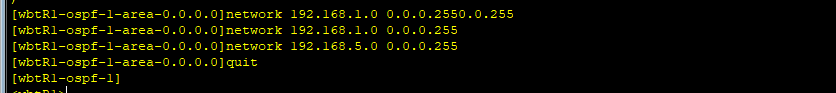 [wbtR1-ospf-1-area-0.0.0.0]network 192.168.1.0 0.0.0.2550.0.255
[wbtR1-ospf-1-area-0.0.0.0]network 192.168.1.0 0.0.0.255
[wbtR1-ospf-1-area-0.0.0.0]network 192.168.5.0 0.0.0.255
[wbtR1-ospf-1-area-0.0.0.0]quit
[wbtR1-ospf-1]
<wbtR1>